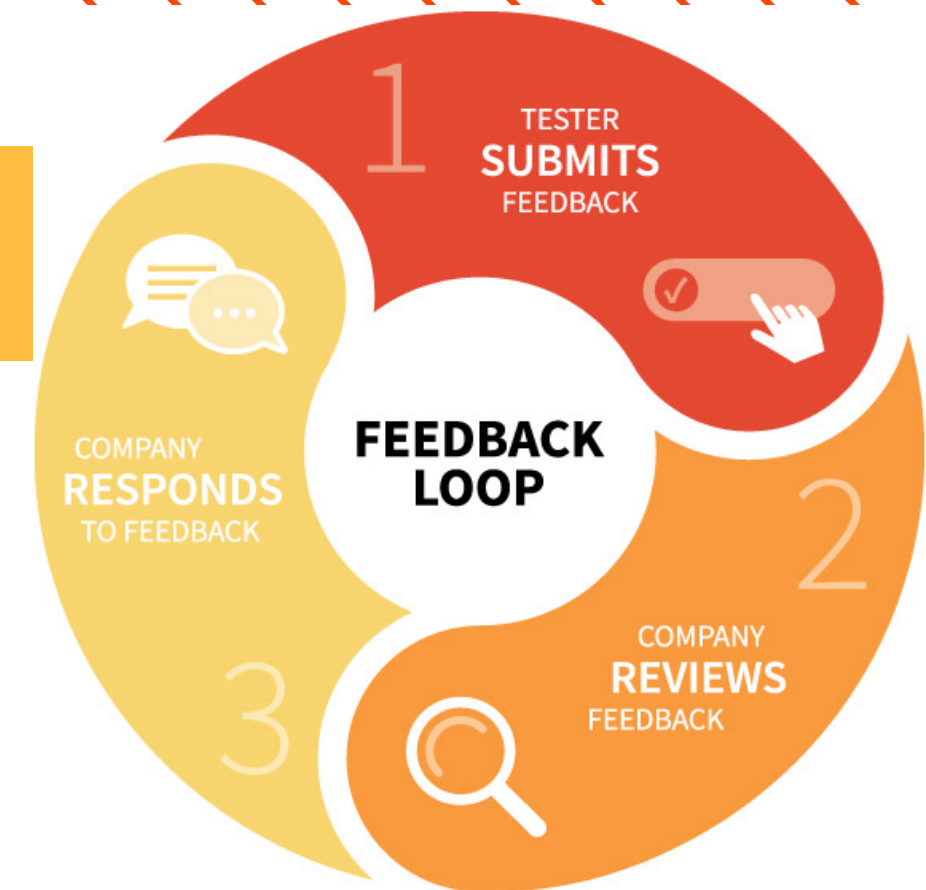 1
TESTER
SUBMITS
FEEDBACK
2
COMPANY
REVIEWS
FEEDBACK
3
COMPANY
RESPONDS
TO FEEDBACK
FEEDBACK
LOOP